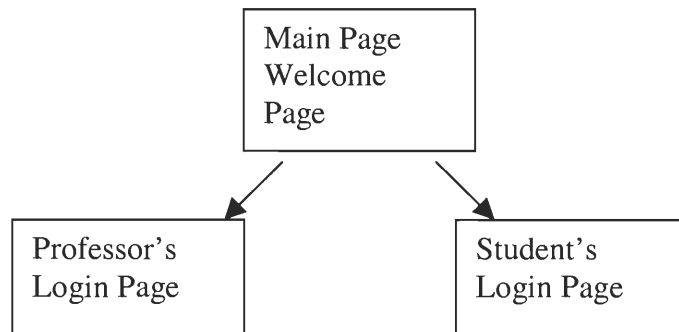 Main Page
Welcome
Page
Professor's
Login Page
Student's
Login Page